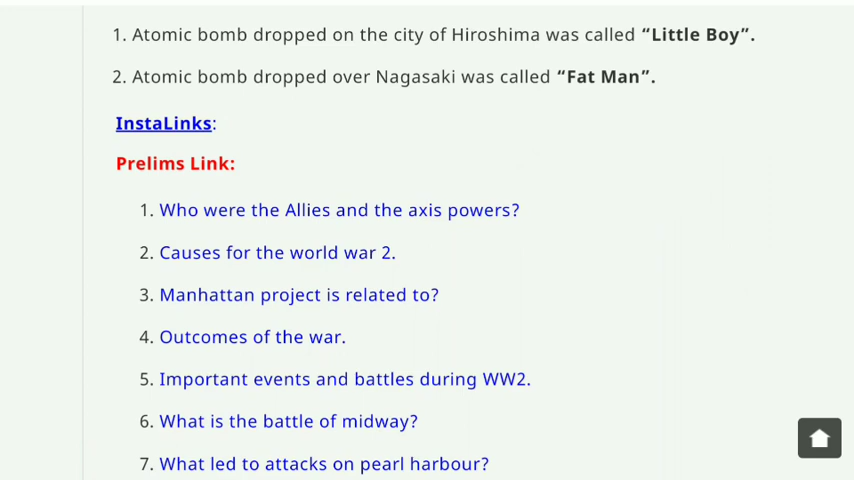 1. Atomic bomb dropped on the city of Hiroshima was called “Little Boy”.
2. Atomic bomb dropped over Nagasaki was called “Fat Man”.
InstaLinks:
Prelims Link:
1. Who were the Allies and the axis powers?
2. Causes for the world war 2.
3. Manhattan project is related to?
4. Outcomes of the war.
5. Important events and battles during WW2.
6. What is the battle of midway?
7. What led to attacks on pearl harbour?